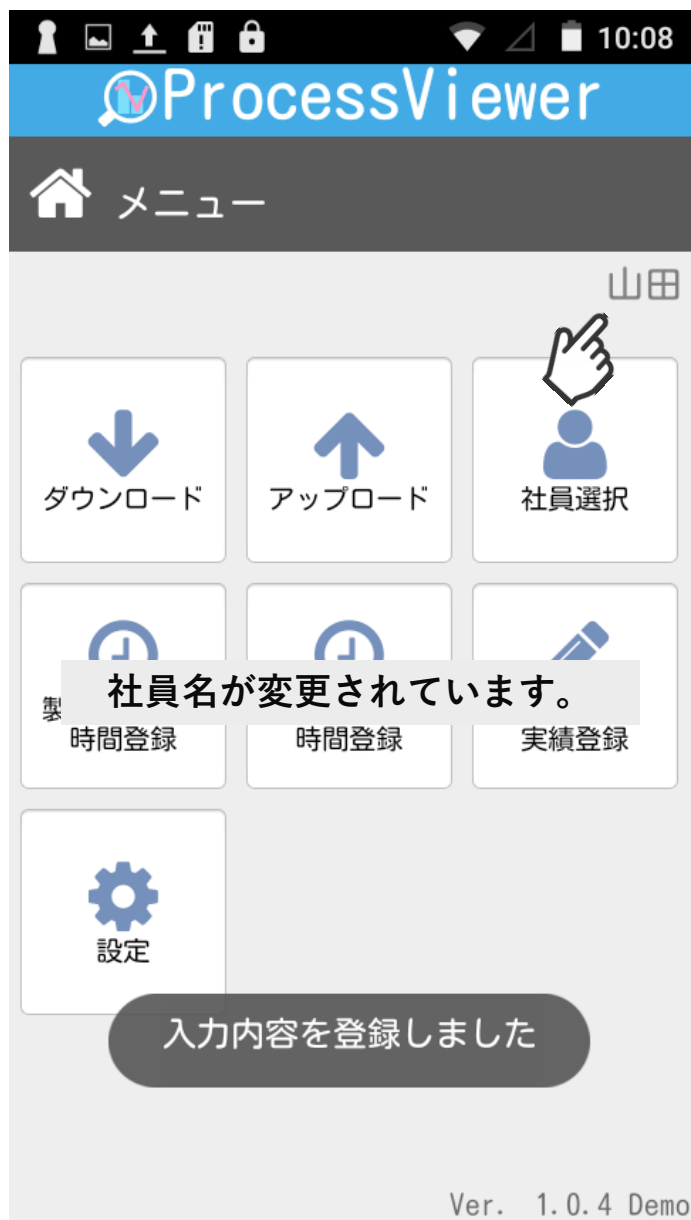 10:08
ProcessViewer
メニュー
山田
ダウンロード
アップロード
社員選択
社員名が変更されています。
製
時間登録
時間登録
実績登録
設定
入力内容を登録しました
Ver. 1.0.4 Demo